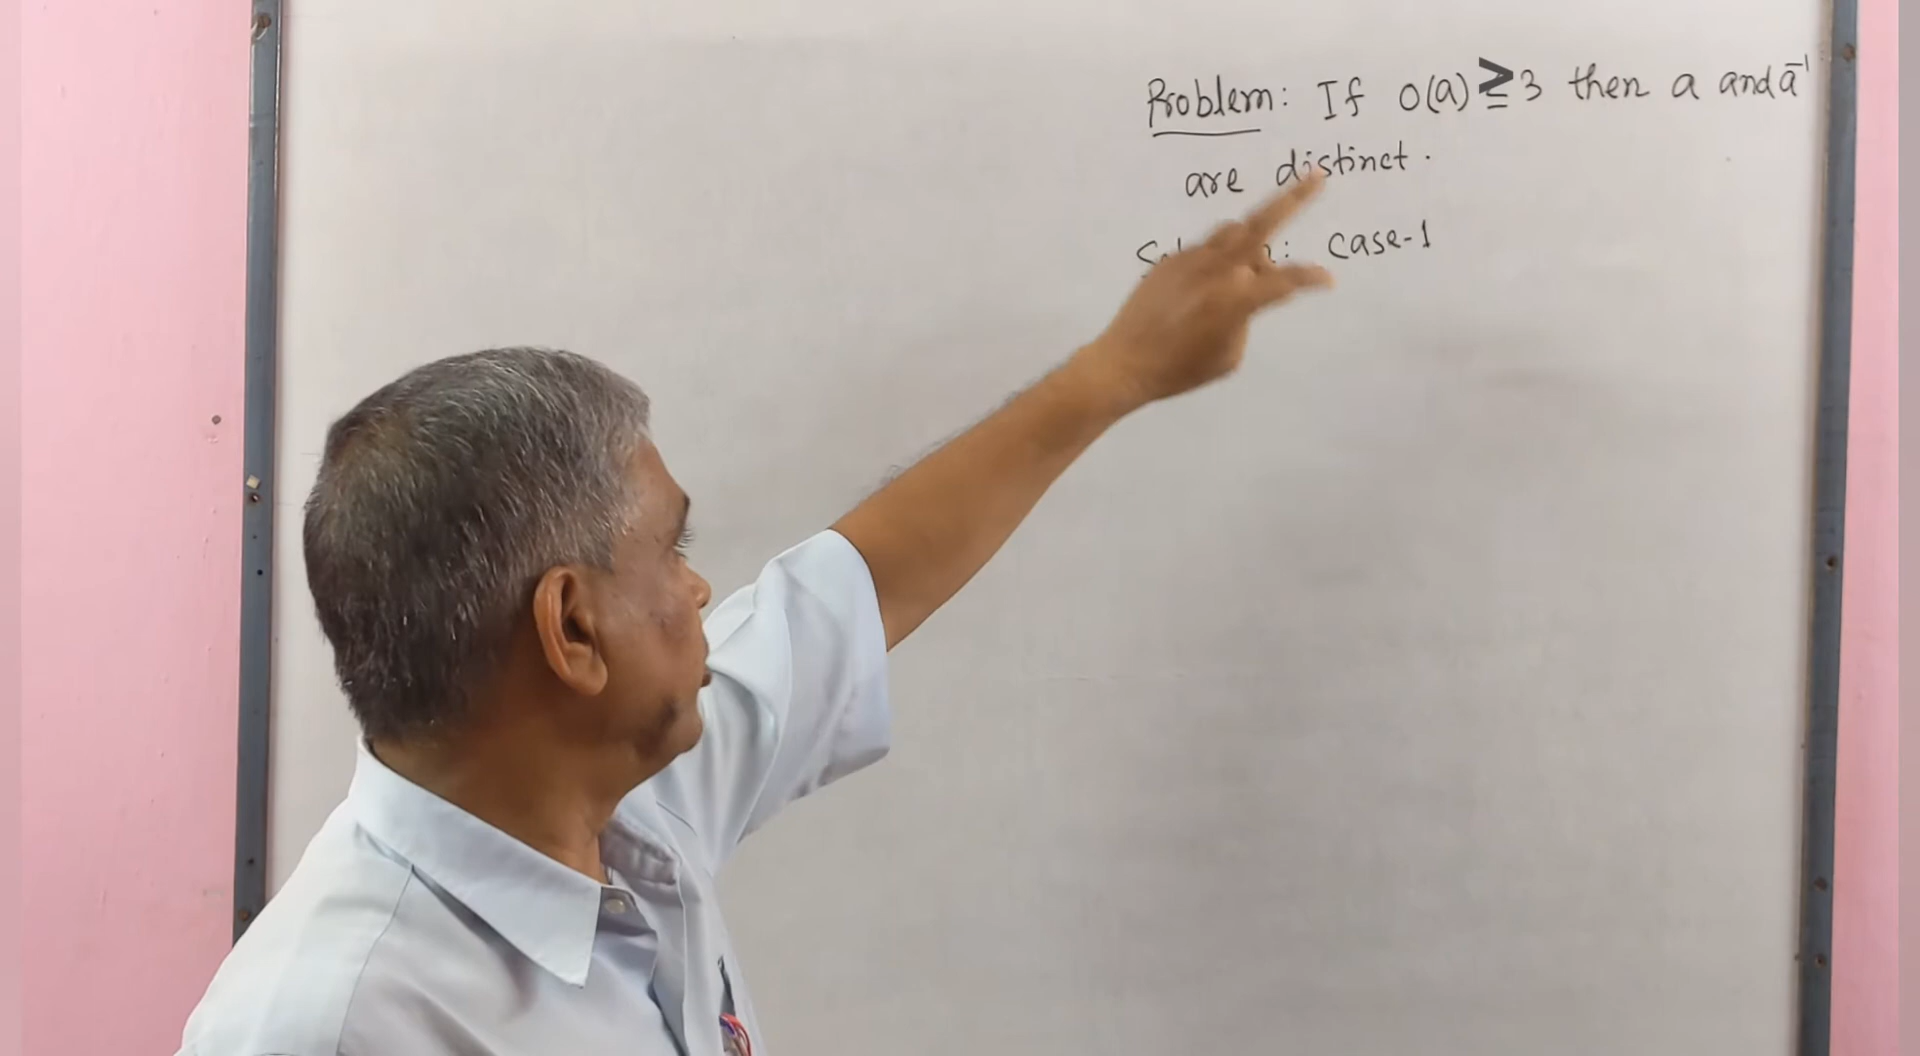 Problem: If o(a) ≥ 3 then a and a⁻¹
are distinct.
: case-1